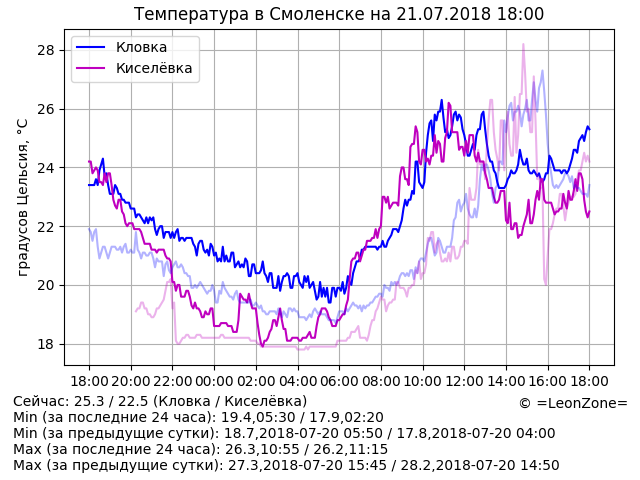 Температура в Смоленске на 21.07.2018 18:00
Кловка
Киселёвка
градусов Цельсия, °C
28
26
24
22
20
18
18:00 20:00 22:00 00:00 02:00 04:00 06:00 08:00 10:00 12:00 14:00 16:00 18:00
Сейчас: 25.3 / 22.5 (Кловка / Киселёвка)
© =LeonZone=
Min (за последние 24 часа): 19.4,05:30 / 17.9,02:20
Min (за предыдущие сутки): 18.7,2018-07-20 05:50 / 17.8,2018-07-20 04:00
Max (за последние 24 часа): 26.3,10:55 / 26.2,11:15
Max (за предыдущие сутки): 27.3,2018-07-20 15:45 / 28.2,2018-07-20 14:50